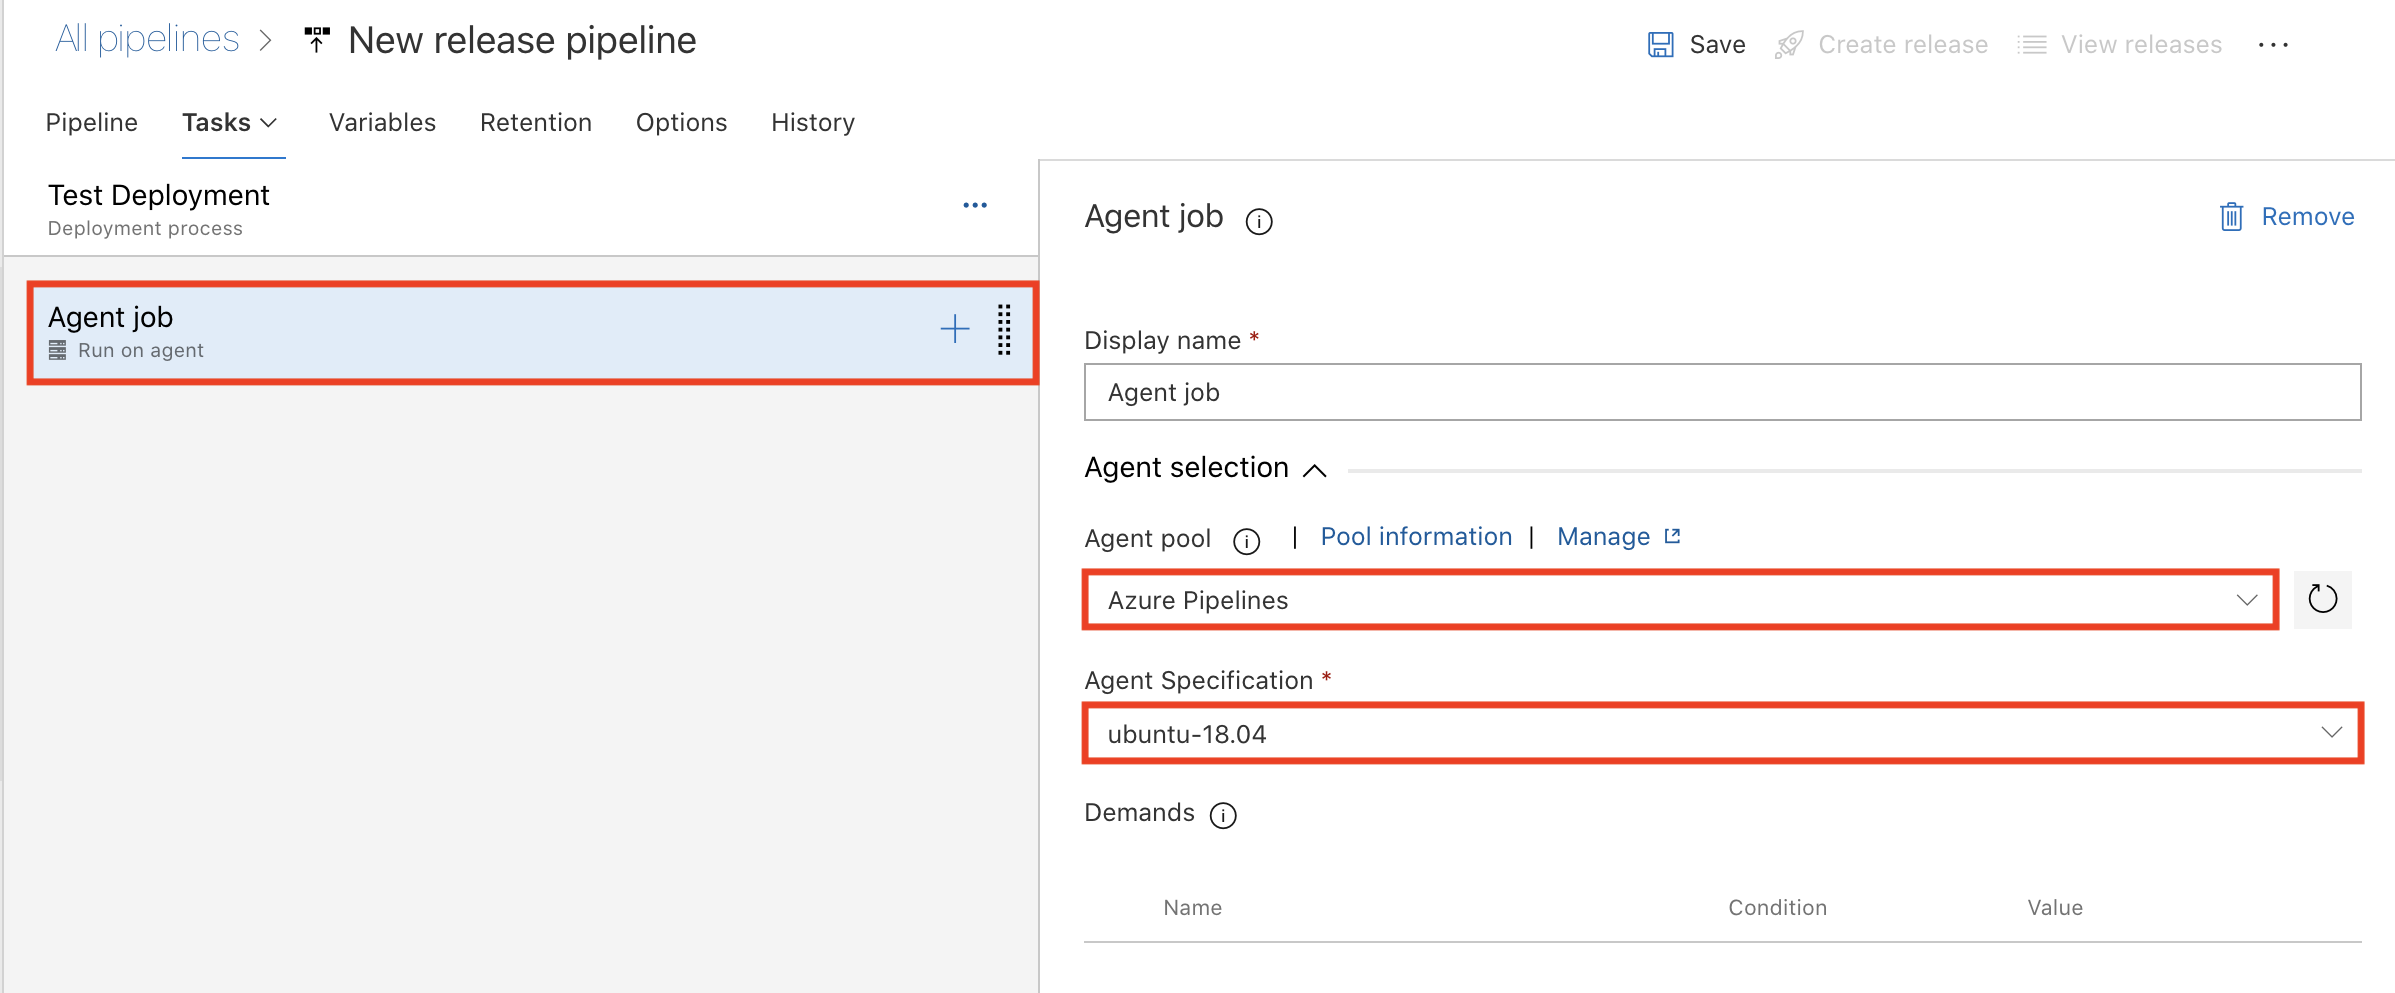 All pipelines > New release pipeline
Save Create release View releases ...
Pipeline Tasks Variables Retention Options History
Test Deployment
Deployment process
Agent job
Run on agent
Agent job
Remove
Display name *
Agent job
Agent selection
Agent pool | Pool information | Manage
Azure Pipelines
Agent Specification *
ubuntu-18.04
Demands
Name Condition Value